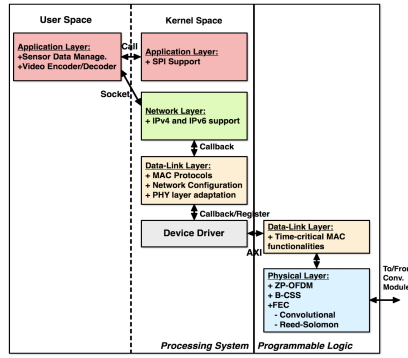 User Space
Kernel Space
Application Layer:
+Sensor Data Manage.
+Video Encoder/Decoder
Call
Application Layer:
+ SPI Support
Socket
Network Layer:
+ IPv4 and IPv6 support
Callback
Data-Link Layer:
+ MAC Protocols
+ Network Configuration
+ PHY layer adaptation
Callback/Register
Device Driver
AXI
Data-Link Layer:
+ Time-critical MAC
functionalities
Physical Layer:
+ ZP-OFDM
+ B-CSS
+FEC
- Convolutional
- Reed-Solomon
To/From
Conv.
Module
Processing System
Programmable Logic